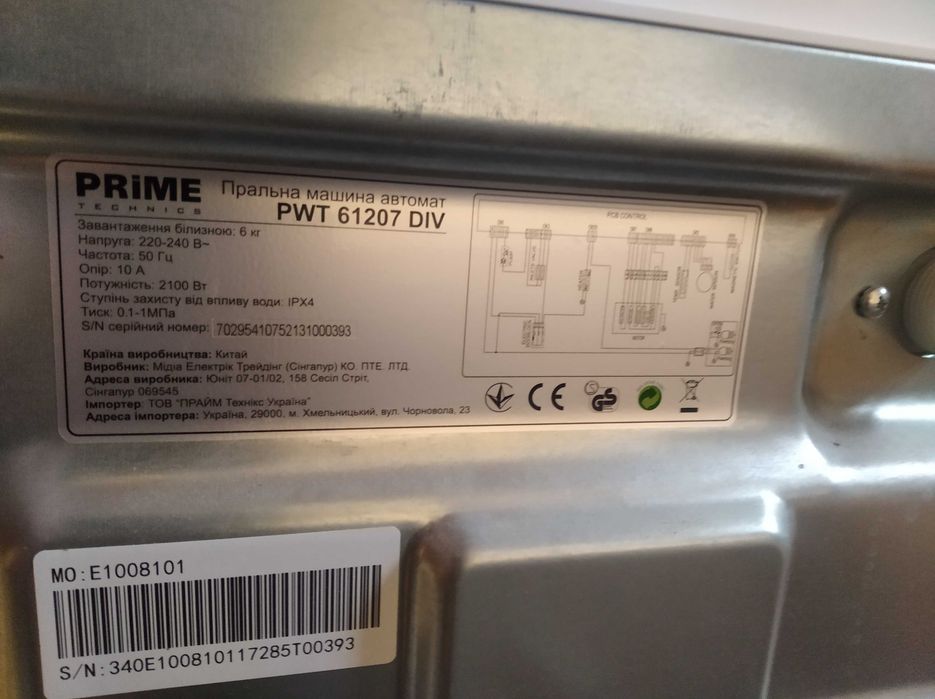 PRiME
TECHNICS
Пральна машина автомат
PWT 61207 DIV
Завантаження білизною: 6 кг
Напруга: 220-240 В~
Частота: 50 Гц
Опір: 10 А
Потужність: 2100 Вт
Ступінь захисту від впливу води: IPX4
Тиск: 0.1-1МПа
S/N серійний номер: 70295410752131000393
Країна виробництва: Китай
Виробник: Мідіа Електрік Трейдінг (Сінгапур) КО. ПТЕ. ЛТД.
Адреса виробника: Юніт 07-01/02, 158 Сесіл Стріт,
Сінгапур 069545
Імпортер: ТОВ "ПРАЙМ Технікс Україна"
Адреса імпортера: Україна, 29000, м. Хмельницький, вул. Чорновола, 23
PCB CONTROL
CE
GS
MO:E1008101
S/N:340E100810117285T00393